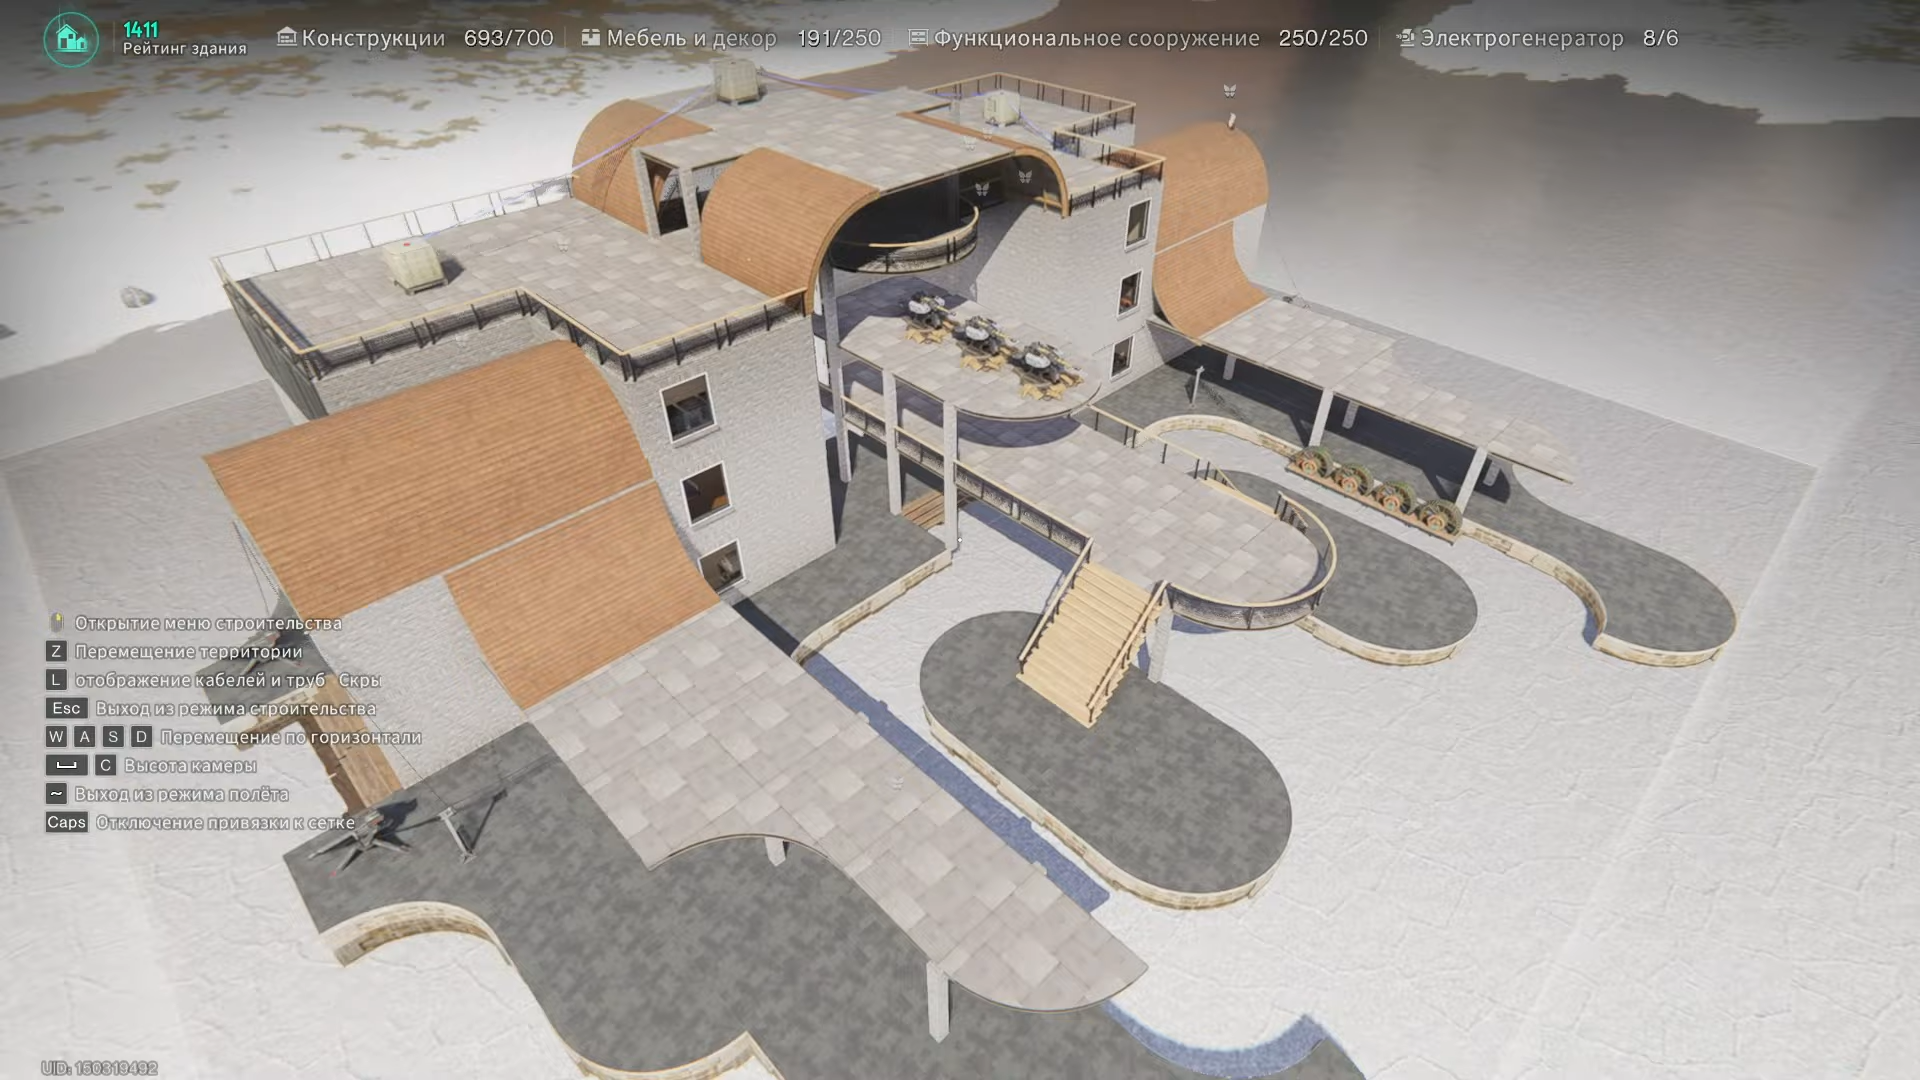 1411
Рейтинг здания
Конструкции 693/700
Мебель и декор 191/250
Функциональное сооружение 250/250
Электрогенератор 8/6
Открытие меню строительства
Z Перемещение территории
L отображение кабелей и труб Скры
Esc Выход из режима строительства
W A S D Перемещение по горизонтали
C Высота камеры
~ Выход из режима полёта
Caps Отключение привязки к сетке
UID: 150319492